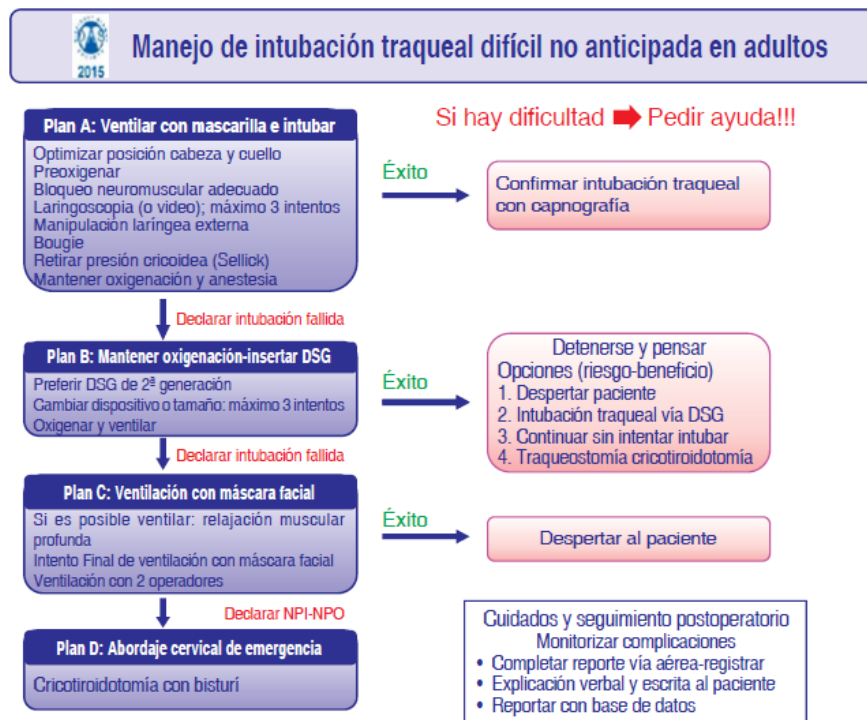 2015
Manejo de intubación traqueal difícil no anticipada en adultos
Si hay dificultad Pedir ayuda!!!
Plan A: Ventilar con mascarilla e intubar
Optimizar posición cabeza y cuello
Preoxigenar
Bloqueo neuromuscular adecuado
Laringoscopia (o video); máximo 3 intentos
Manipulación laríngea externa
Bougie
Retirar presión cricoidea (Sellick)
Mantener oxigenación y anestesia
Éxito
Confirmar intubación traqueal
con capnografía
Declarar intubación fallida
Plan B: Mantener oxigenación-insertar DSG
Preferir DSG de 2ª generación
Cambiar dispositivo o tamaño: máximo 3 intentos
Oxigenar y ventilar
Éxito
Detenerse y pensar
Opciones (riesgo-beneficio)
1. Despertar paciente
2. Intubación traqueal vía DSG
3. Continuar sin intentar intubar
4. Traqueostomía cricotiroidotomía
Declarar intubación fallida
Plan C: Ventilación con máscara facial
Si es posible ventilar: relajación muscular
profunda
Intento Final de ventilación con máscara facial
Ventilación con 2 operadores
Éxito
Despertar al paciente
Declarar NPI-NPO
Plan D: Abordaje cervical de emergencia
Cricotiroidotomía con bisturí
Cuidados y seguimiento postoperatorio
Monitorizar complicaciones
• Completar reporte vía aérea-registrar
• Explicación verbal y escrita al paciente
• Reportar con base de datos